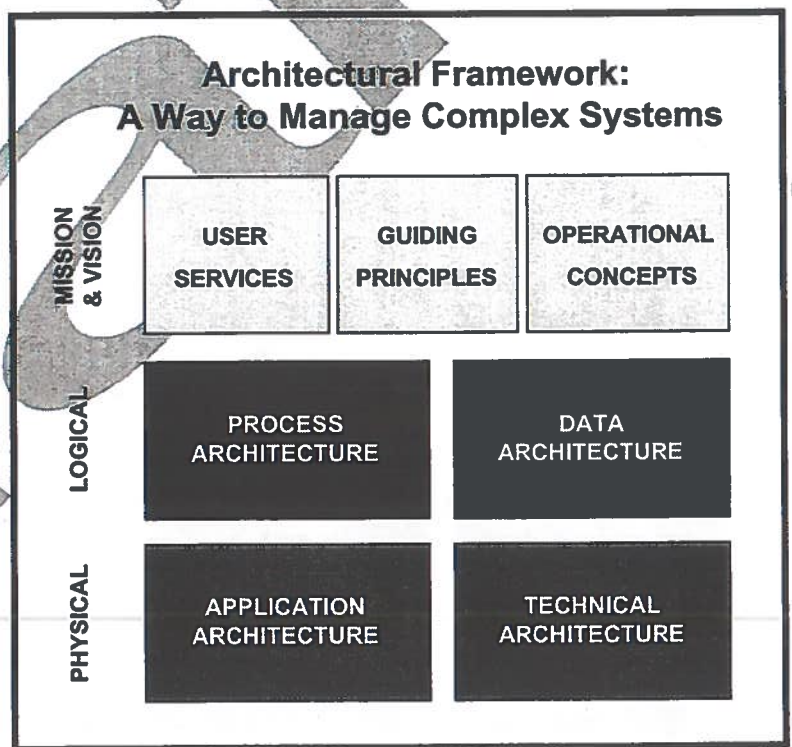 Architectural Framework:
A Way to Manage Complex Systems
MISSION
& VISION
USER
SERVICES
GUIDING
PRINCIPLES
OPERATIONAL
CONCEPTS
LOGICAL
PROCESS
ARCHITECTURE
DATA
ARCHITECTURE
PHYSICAL
APPLICATION
ARCHITECTURE
TECHNICAL
ARCHITECTURE